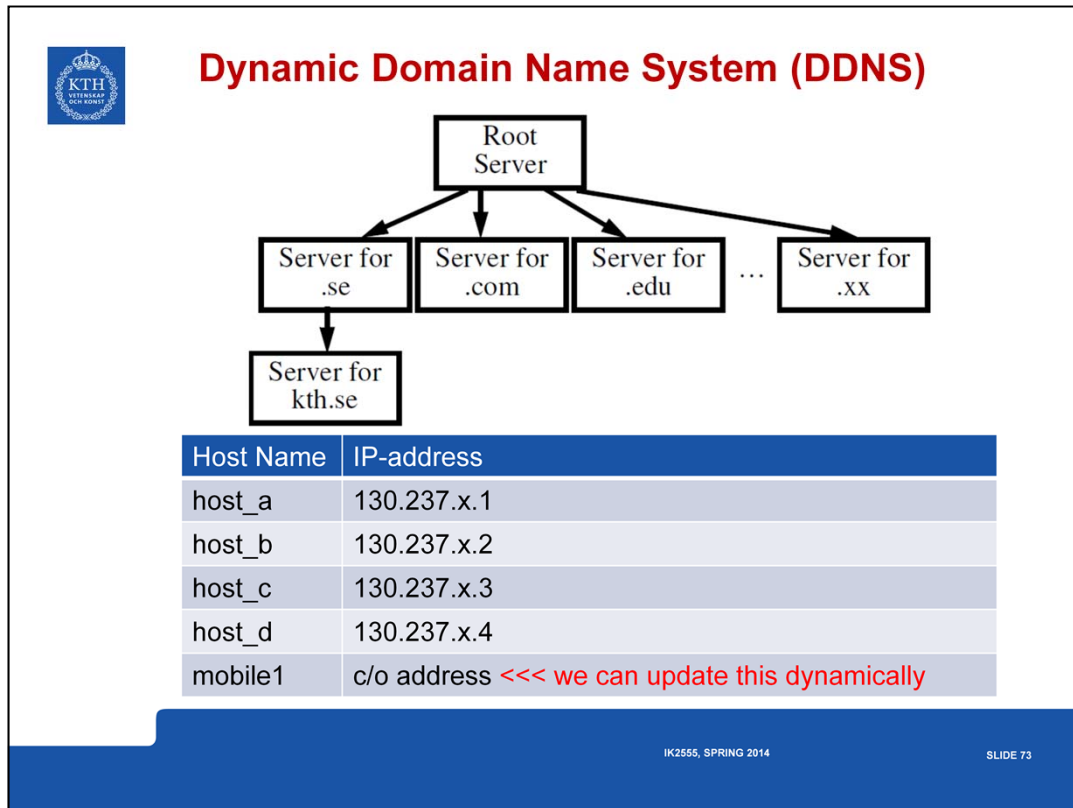 KTH
VETENSKAP
OCH KONST
Dynamic Domain Name System (DDNS)
Root
Server
Server for
.se
Server for
.com
Server for
.edu
...
Server for
.xx
Server for
kth.se
Host Name IP-address
host_a 130.237.x.1
host_b 130.237.x.2
host_c 130.237.x.3
host_d 130.237.x.4
mobile1 c/o address <<< we can update this dynamically
IK2555, SPRING 2014 SLIDE 73